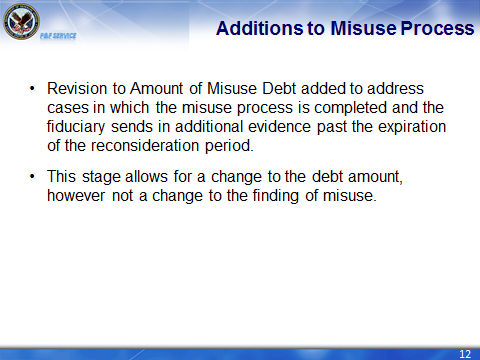 Additions to Misuse Process
P&F SERVICE
• Revision to Amount of Misuse Debt added to address
cases in which the misuse process is completed and the
fiduciary sends in additional evidence past the expiration
of the reconsideration period.
• This stage allows for a change to the debt amount,
however not a change to the finding of misuse.
12